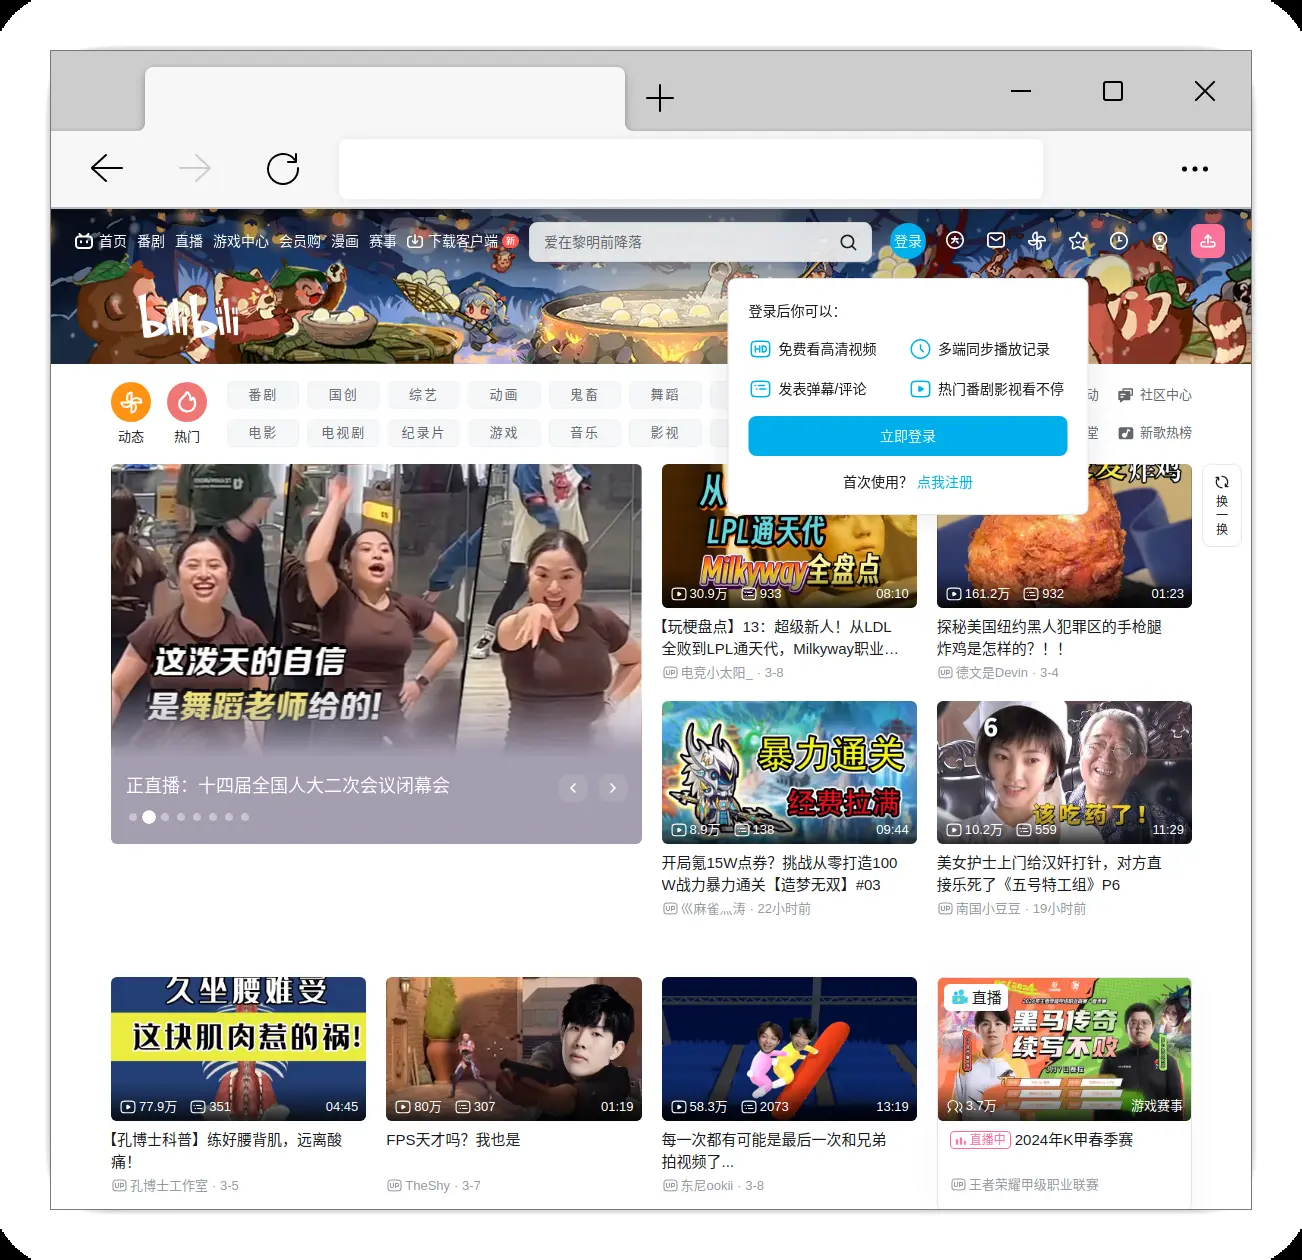 首页 番剧 直播 游戏中心 会员购 漫画 赛事 下载客户端 新
爱在黎明前降落
登录
bilibili
登录后你可以：
HD 免费看高清视频
多端同步播放记录
发表弹幕/评论
热门番剧影视看不停
立即登录
首次使用？ 点我注册
动态
热门
番剧 国创 综艺 动画 鬼畜 舞蹈
动 社区中心
电影 电视剧 纪录片 游戏 音乐 影视
堂 新歌热榜
换一换
这泼天的自信
是舞蹈老师给的！
正直播：十四届全国人大二次会议闭幕会
LPL通天代
Milkyway全盘点
30.9万 933 08:10
【玩梗盘点】13：超级新人！从LDL
全败到LPL通天代，Milkyway职业...
UP 电竞小太阳_ · 3-8
炸鸡
161.2万 932 01:23
探秘美国纽约黑人犯罪区的手枪腿
炸鸡是怎样的？！！
UP 德文是Devin · 3-4
暴力通关
经费拉满
8.9万 138 09:44
开局氪15W点券？挑战从零打造100
W战力暴力通关【造梦无双】#03
UP 巛麻雀灬涛 · 22小时前
6
该吃药了！
10.2万 559 11:29
美女护士上门给汉奸打针，对方直
接乐死了《五号特工组》P6
UP 南国小豆豆 · 19小时前
久坐腰难受
这块肌肉惹的祸！
77.9万 351 04:45
【孔博士科普】练好腰背肌，远离酸
痛！
UP 孔博士工作室 · 3-5
80万 307 01:19
FPS天才吗？我也是
UP TheShy · 3-7
58.3万 2073 13:19
每一次都有可能是最后一次和兄弟
拍视频了...
UP 东尼ookii · 3-8
直播
黑马传奇
续写不败
3.7万 游戏赛事
直播中 2024年K甲春季赛
UP 王者荣耀甲级职业联赛